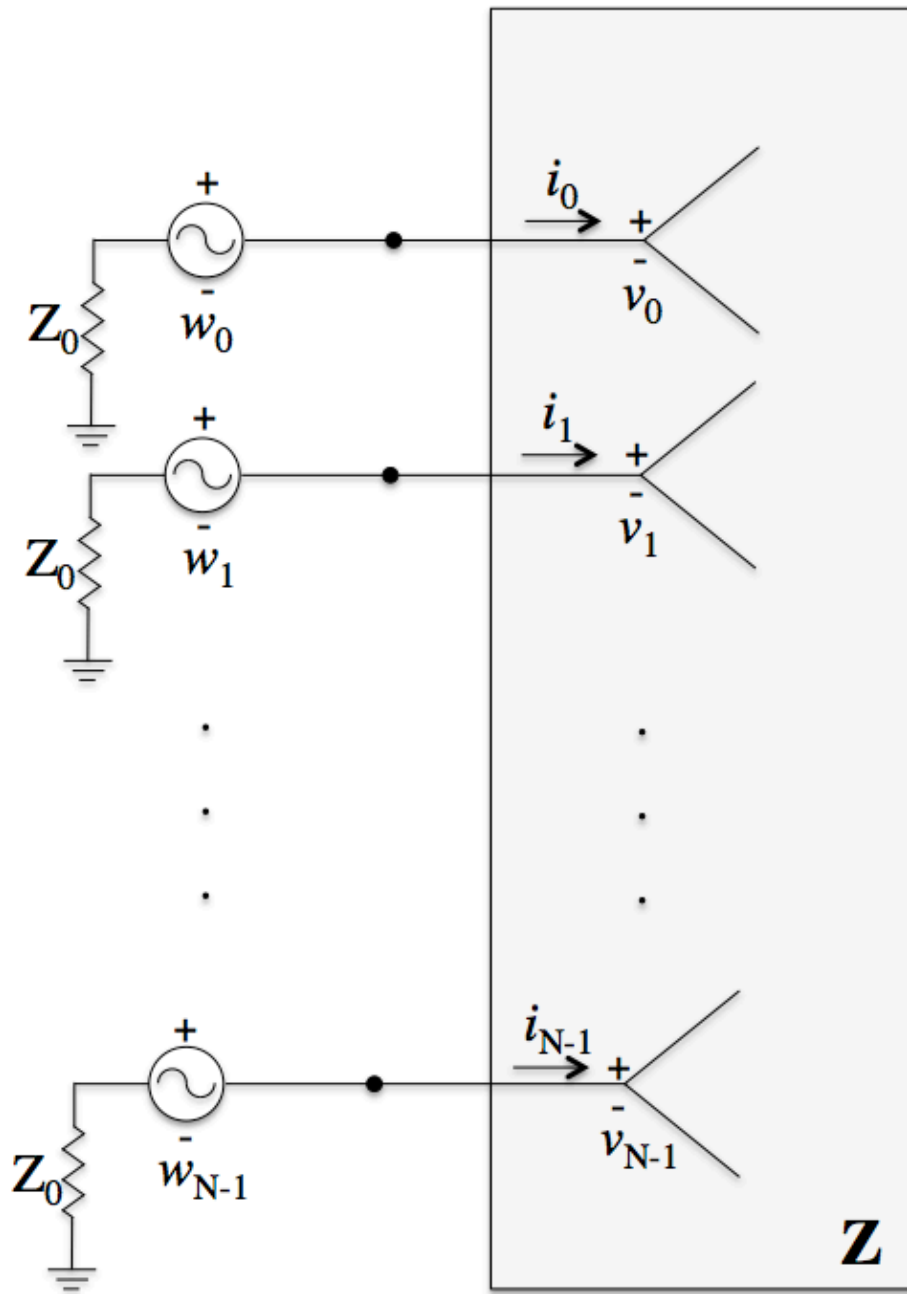 i0
+
+
-
v0
-
w0
Z0
i1
+
+
-
v1
-
w1
Z0
.
.
.
.
.
.
iN-1
+
+
-
vN-1
-
wN-1
Z0
Z